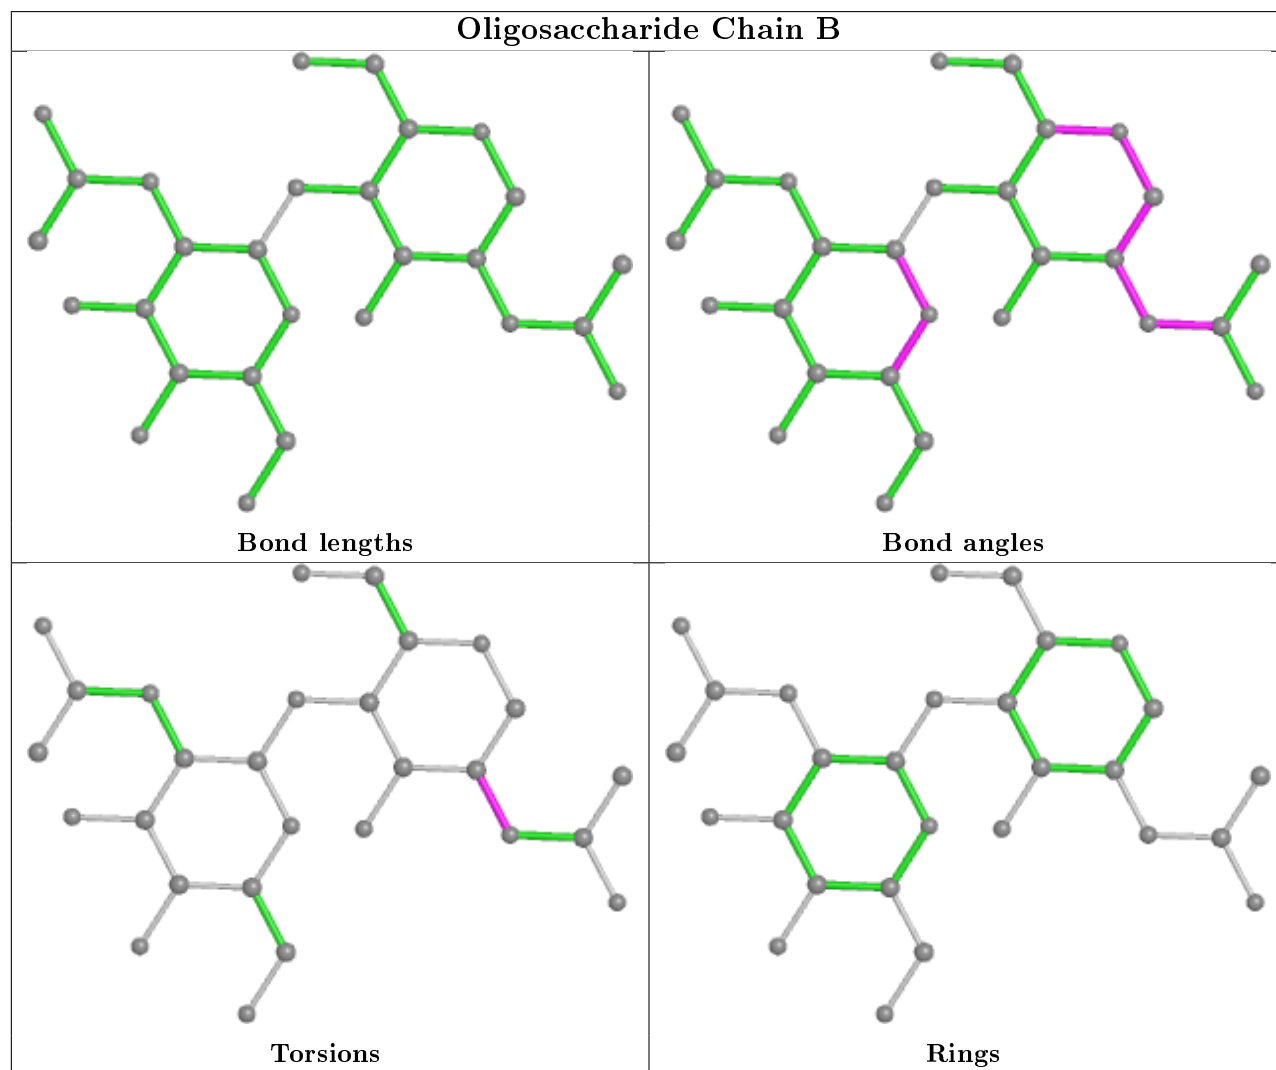 Oligosaccharide Chain B
Bond lengths
Bond angles
Torsions
Rings